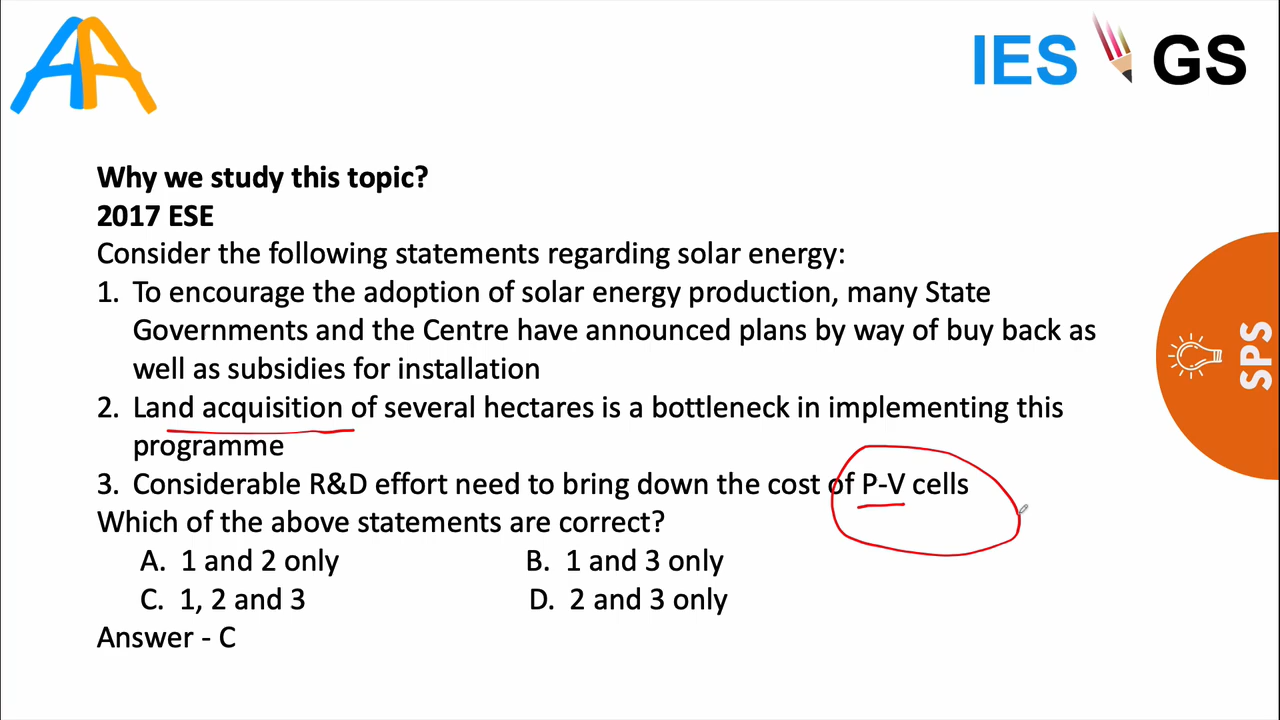 AA
IES GS
Why we study this topic?
2017 ESE
Consider the following statements regarding solar energy:
1. To encourage the adoption of solar energy production, many State
Governments and the Centre have announced plans by way of buy back as
well as subsidies for installation
2. Land acquisition of several hectares is a bottleneck in implementing this
programme
3. Considerable R&D effort need to bring down the cost of P-V cells
Which of the above statements are correct?
A. 1 and 2 only B. 1 and 3 only
C. 1, 2 and 3 D. 2 and 3 only
Answer - C
SPS